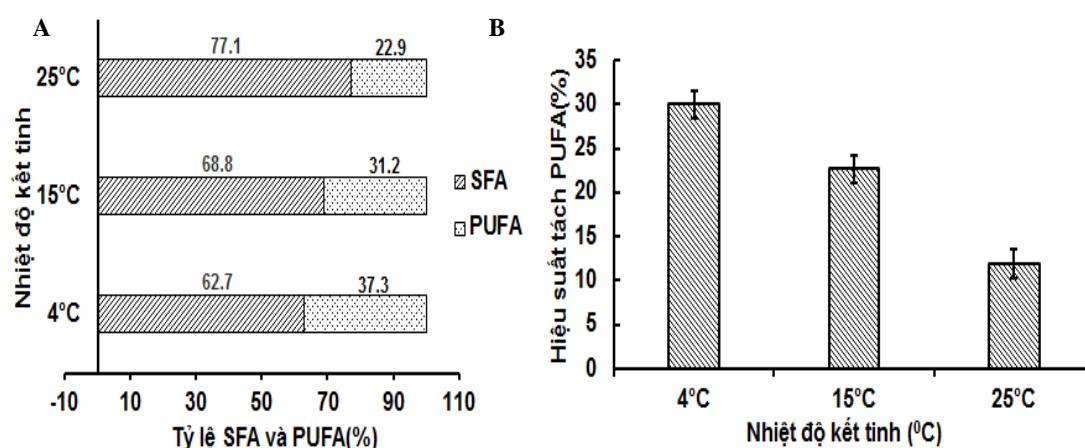 A
77.1 22.9
25°C
68.8 31.2
15°C
62.7 37.3
4°C
Nhiệt độ kết tinh
SFA
PUFA
-10 10 30 50 70 90 110
Tỷ lê SFA và PUFA(%)
B
35
30
25
20
15
10
5
0
Hiệu suất tách PUFA(%)
4°C 15°C 25°C
Nhiệt độ kết tinh (⁰C)